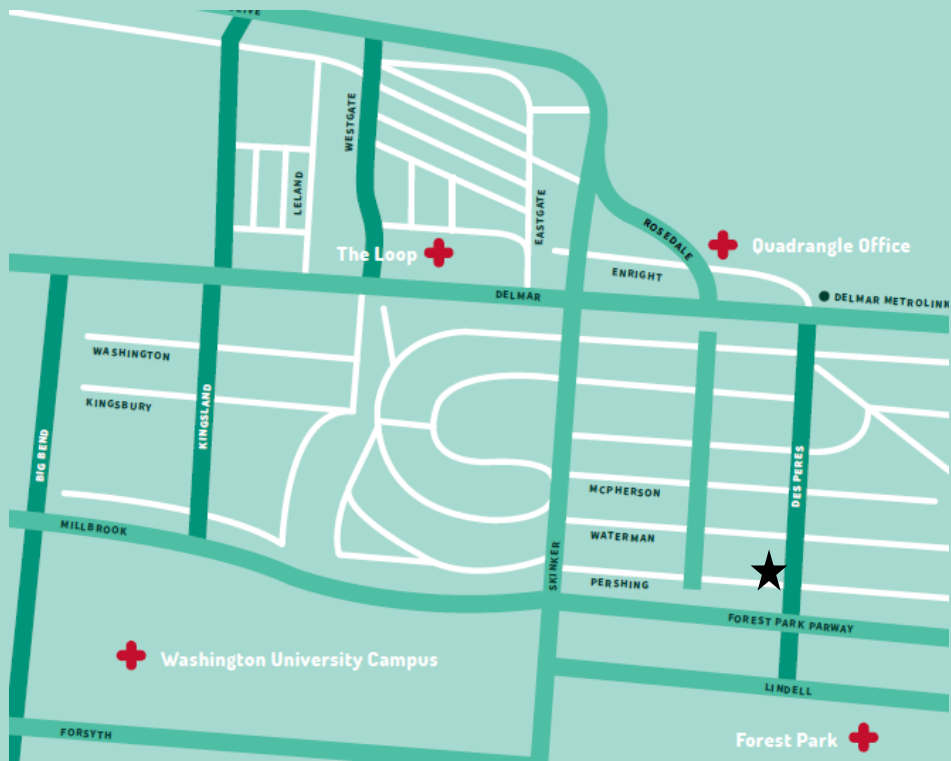 WESTGATE
LELAND
EASTGATE
ROSEDALE
The Loop
Quadrangle Office
ENRIGHT
DELMAR
DELMAR METROLINK
WASHINGTON
KINGSBURY
KINGSLAND
BIG BEND
DES PERES
MCPHERSON
MILLBROOK
WATERMAN
SKINKER
PERSHING
FOREST PARK PARWAY
Washington University Campus
LINDELL
FORSYTH
Forest Park